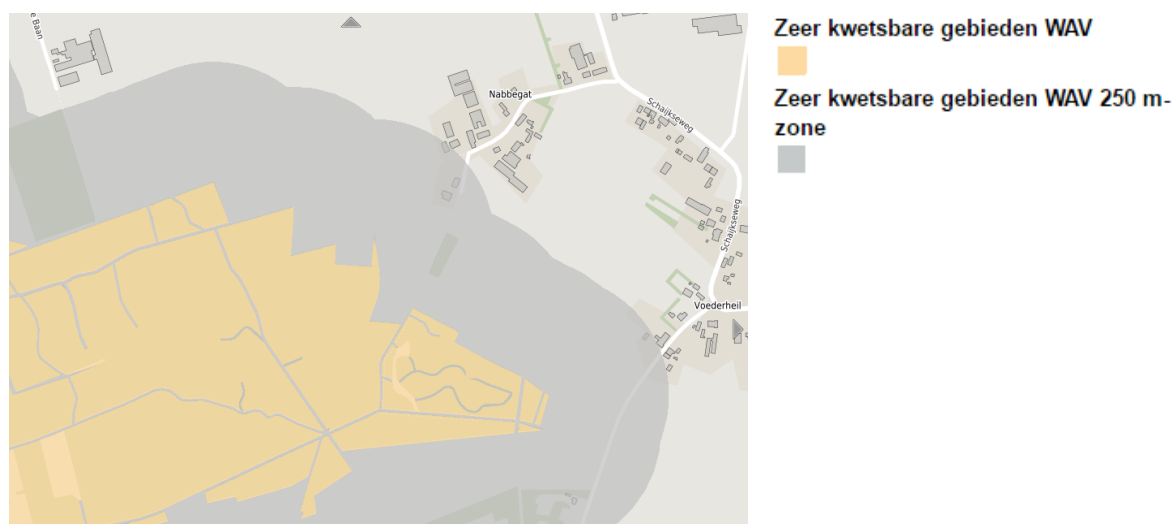 e Baan
Nabbegat
Schaijkseweg
Schaijkseweg
Voederheil
Zeer kwetsbare gebieden WAV
Zeer kwetsbare gebieden WAV 250 m-
zone